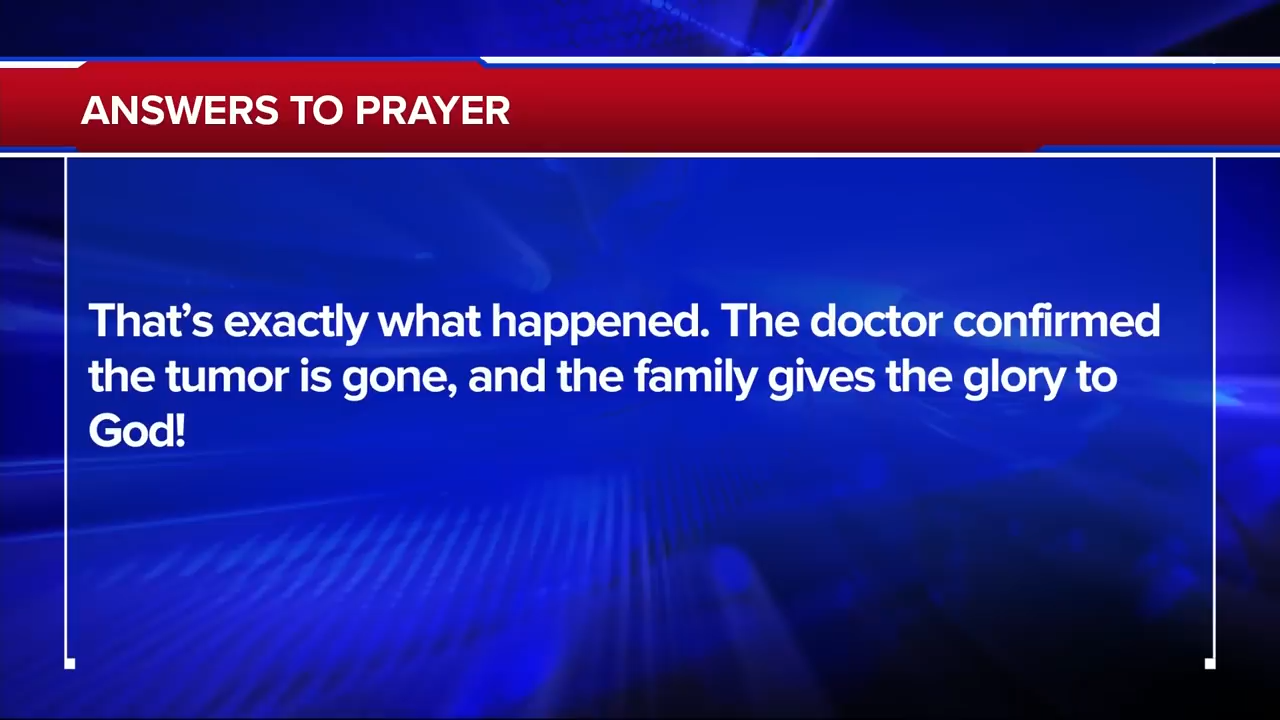 ANSWERS TO PRAYER
That’s exactly what happened. The doctor confirmed
the tumor is gone, and the family gives the glory to
God!